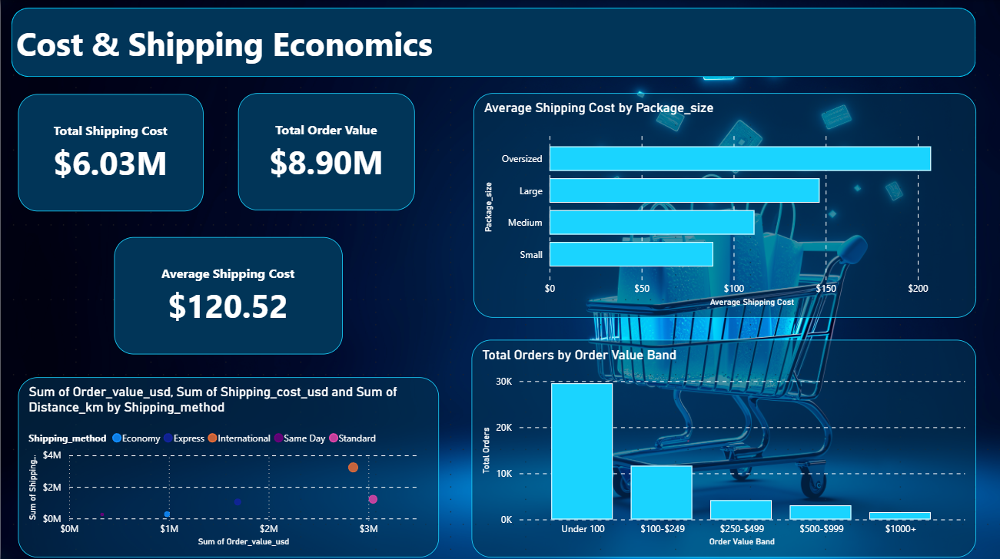 Cost & Shipping Economics
Total Shipping Cost
$6.03M
Total Order Value
$8.90M
Average Shipping Cost
$120.52
Average Shipping Cost by Package_size
Package_size
Oversized
Large
Medium
Small
$0 $50 $100 $150 $200
Average Shipping Cost
Sum of Order_value_usd, Sum of Shipping_cost_usd and Sum of
Distance_km by Shipping_method
Shipping_method Economy Express International Same Day Standard
Sum of Shipping...
$4M
$2M
$0M
$0M $1M $2M $3M
Sum of Order_value_usd
Total Orders by Order Value Band
Total Orders
30K
20K
10K
0K
Under 100 $100-$249 $250-$499 $500-$999 $1000+
Order Value Band